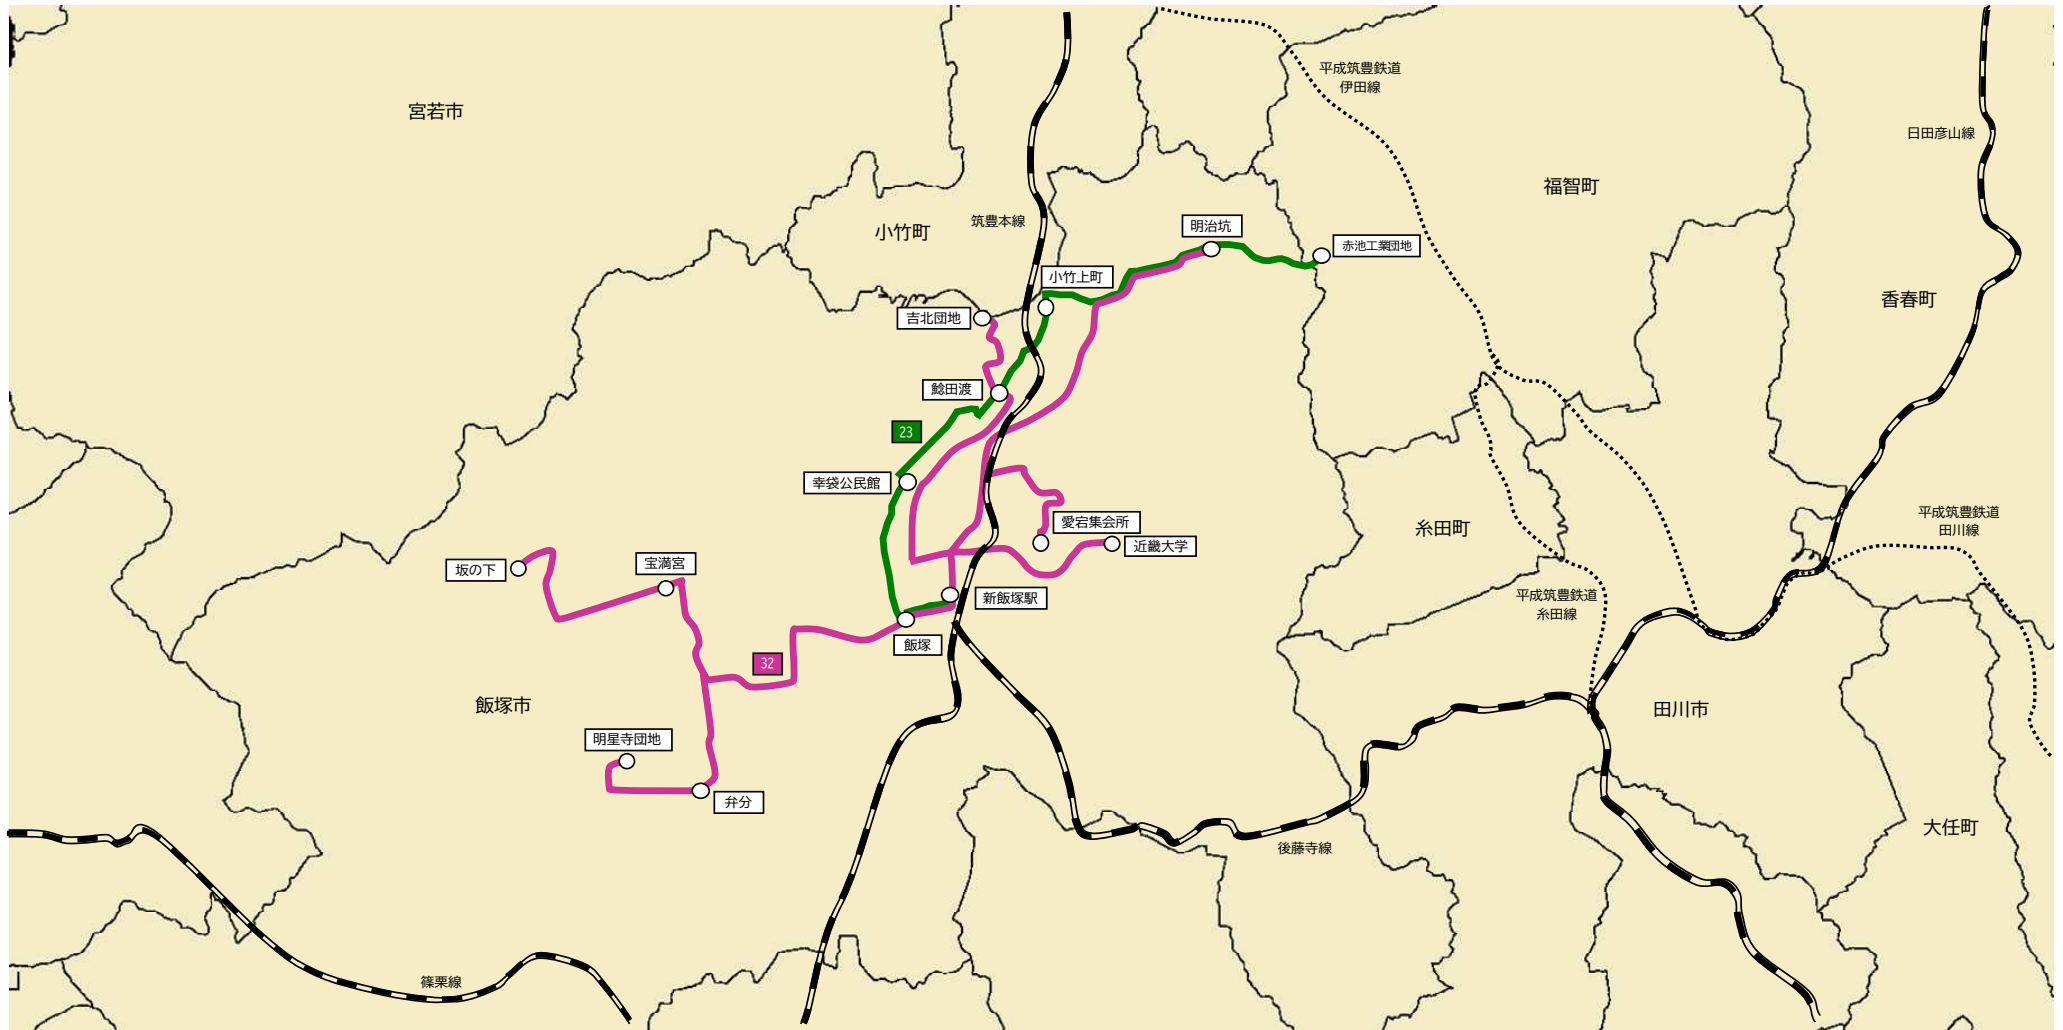 平成筑豊鉄道
伊田線
宮若市
日田彦山線
福智町
筑豊本線
小竹町
明治坑
赤池工業団地
小竹上町
香春町
吉北団地
鯰田渡
23
幸袋公民館
愛宕集会所
糸田町
平成筑豊鉄道
田川線
近畿大学
坂の下
宝満宮
新飯塚駅
平成筑豊鉄道
糸田線
飯塚
32
飯塚市
田川市
明星寺団地
弁分
大任町
後藤寺線
篠栗線